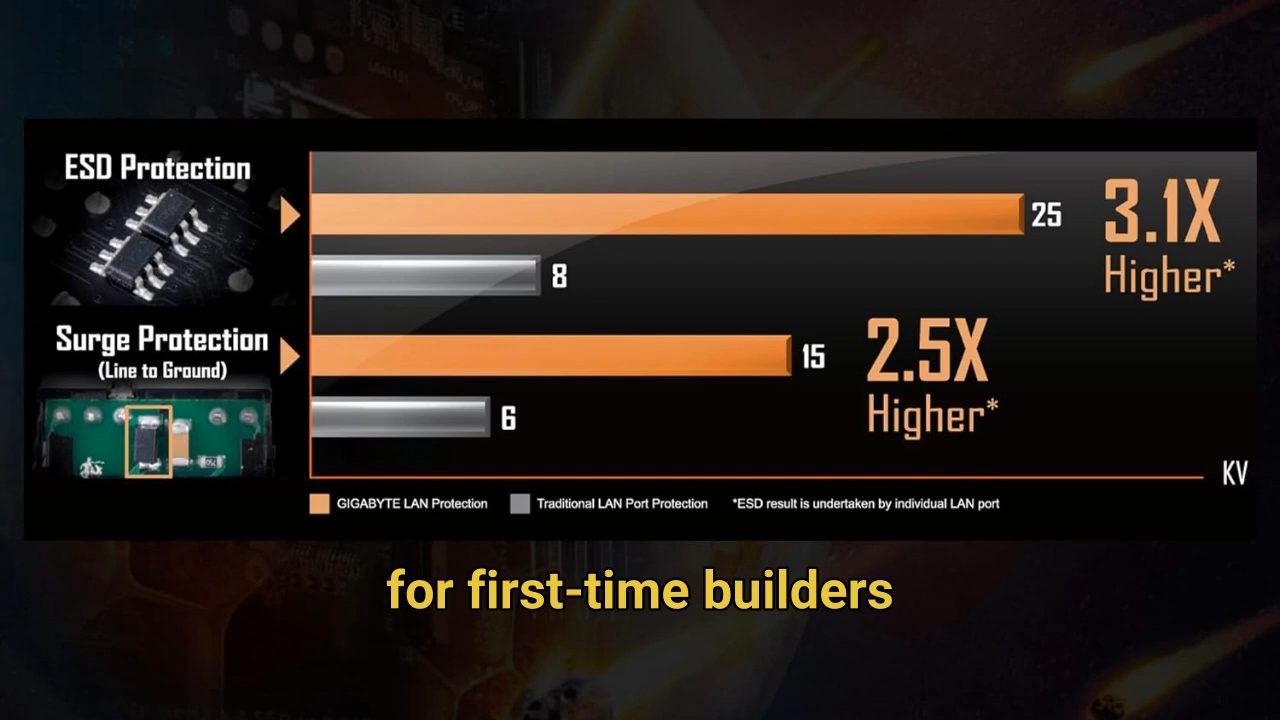 ESD Protection
25
3.1X
Higher*
8
Surge Protection
(Line to Ground)
15
2.5X
Higher*
6
KV
GIGABYTE LAN Protection
Traditional LAN Port Protection
*ESD result is undertaken by individual LAN port
for first-time builders